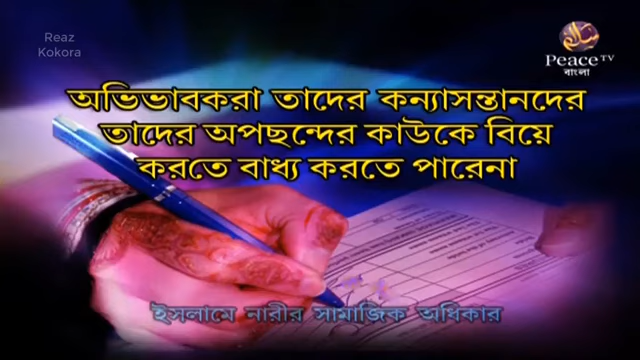 Reaz
Kokora
Peace TV
বাংলা
অভিভাবকরা তাদের কন্যাসন্তানদের
তাদের অপছন্দের কাউকে বিয়ে
করতে বাধ্য করতে পারেনা
ইসলামে নারীর সামাজিক অধিকার